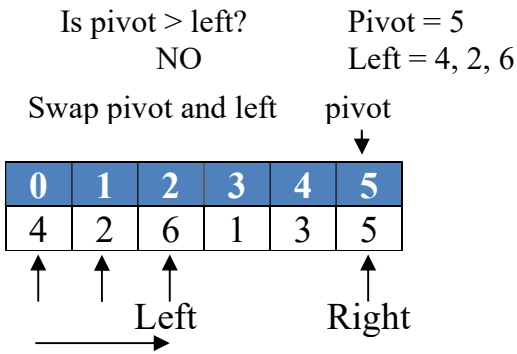 Is pivot > left? Pivot = 5
NO Left = 4, 2, 6
Swap pivot and left pivot
0 1 2 3 4 5
4 2 6 1 3 5
Left Right